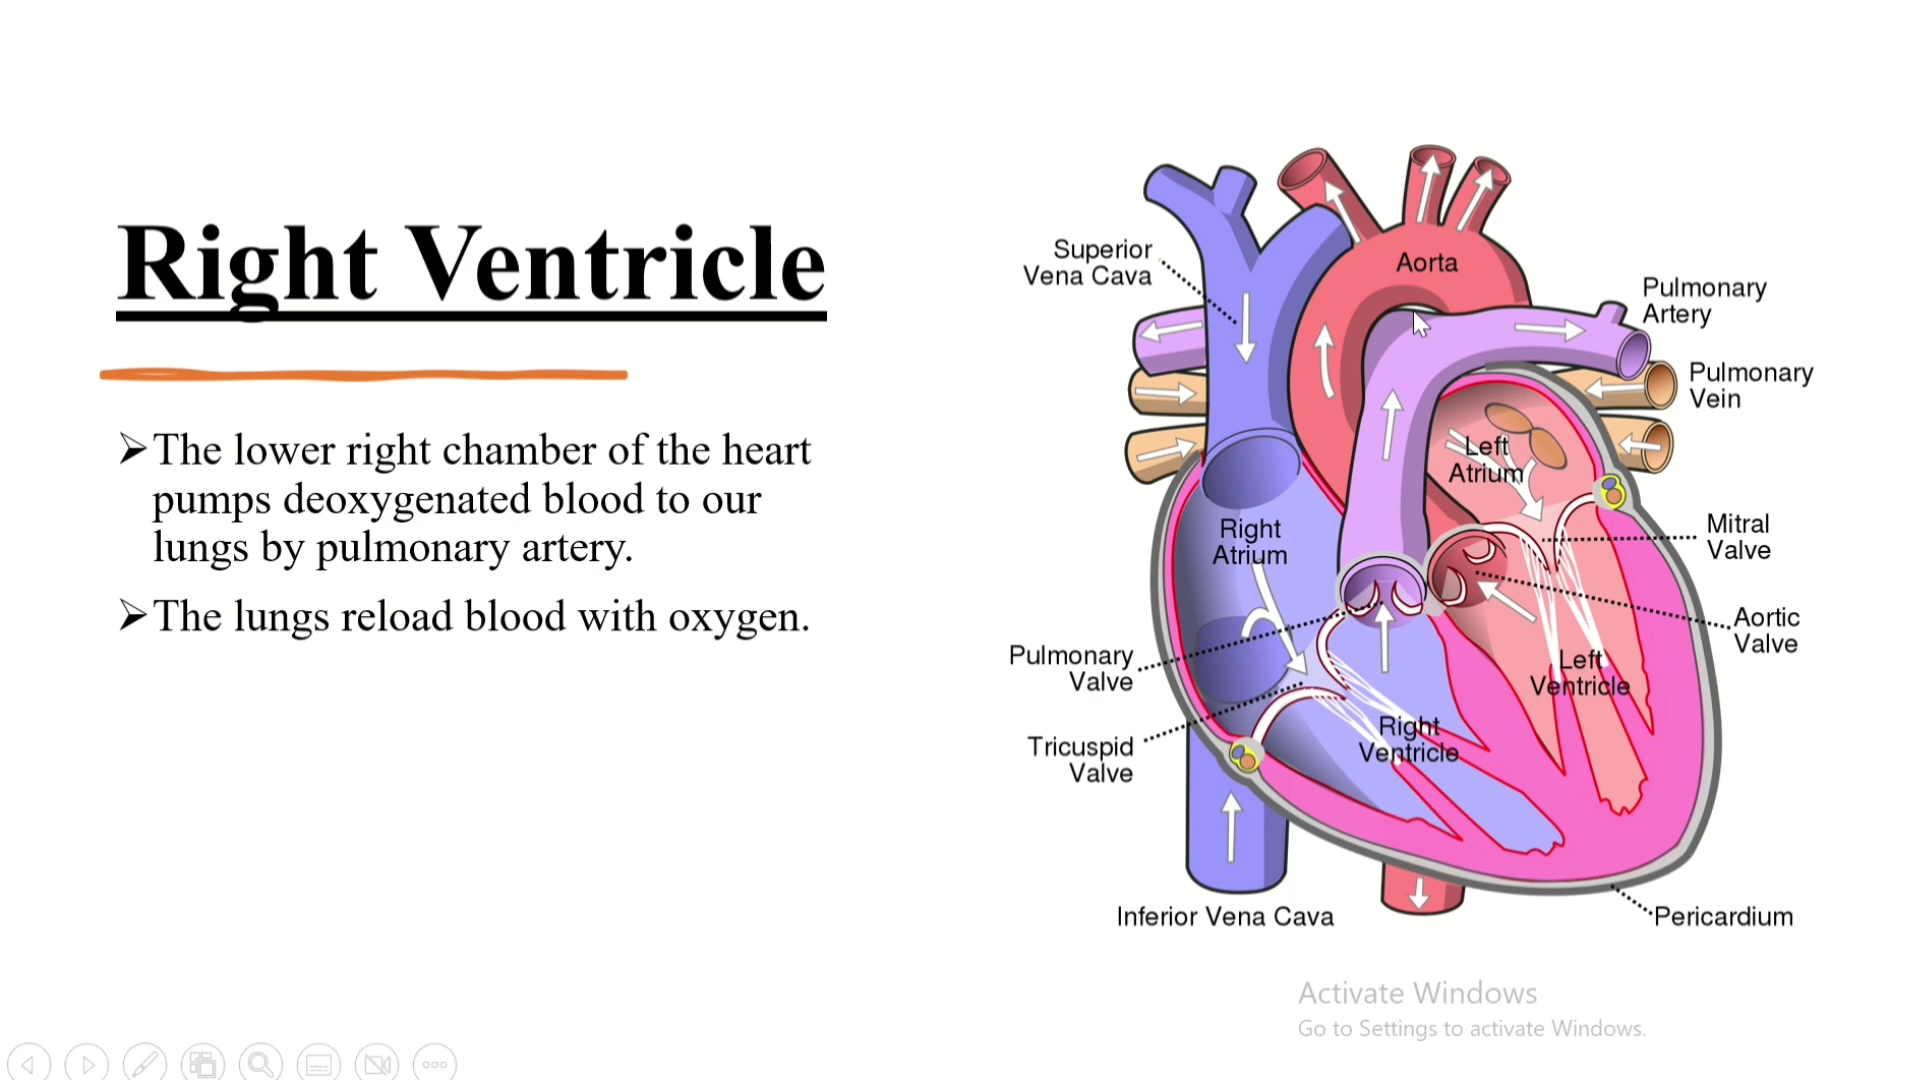 Right Ventricle
➢The lower right chamber of the heart
pumps deoxygenated blood to our
lungs by pulmonary artery.
➢The lungs reload blood with oxygen.
Superior
Vena Cava
Aorta
Pulmonary
Artery
Pulmonary
Vein
Left
Atrium
Right
Atrium
Mitral
Valve
Aortic
Valve
Pulmonary
Valve
Left
Ventricle
Tricuspid
Valve
Right
Ventricle
Inferior Vena Cava
Pericardium
Activate Windows
Go to Settings to activate Windows.